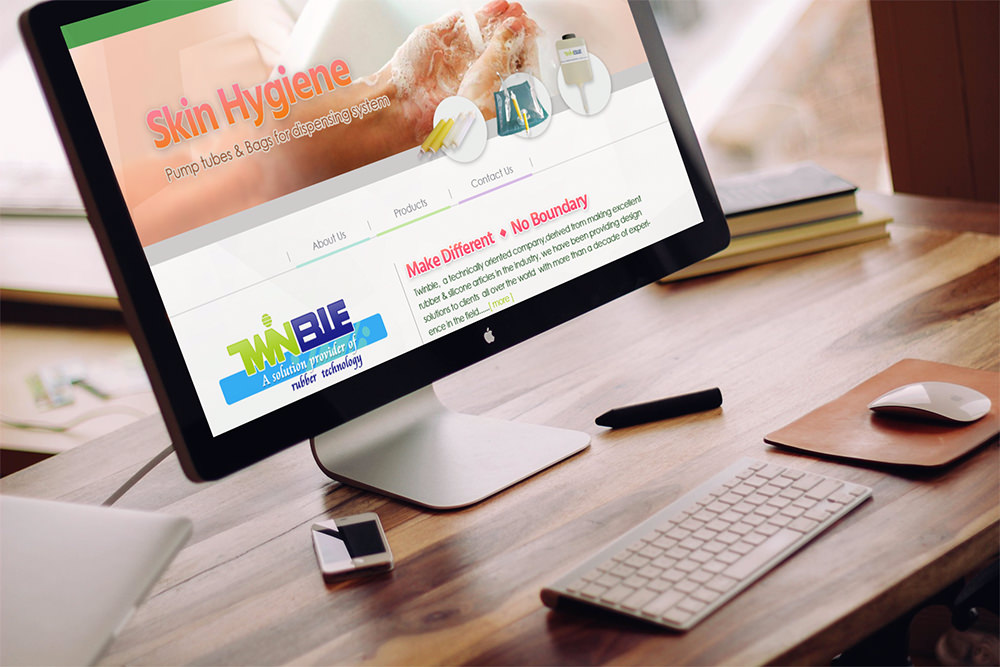 Skin Hygiene
Pump tubes & Bags for dispensing system
TWINBLE
About Us | Products | Contact Us |
Make Different ♦ No Boundary
Twinble, a technically oriented company,derived from making excellent
rubber & silicone articles in the industry, we have been providing design
solutions to clients all over the world with more than a decade of experi-
ence in the field......[ more ]
TWINBLE
A solution provider of
rubber technology